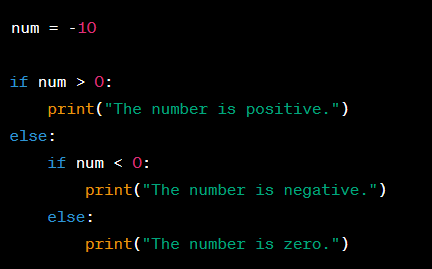 num = -10
if num > 0:
    print("The number is positive.")
else:
    if num < 0:
        print("The number is negative.")
    else:
        print("The number is zero.")